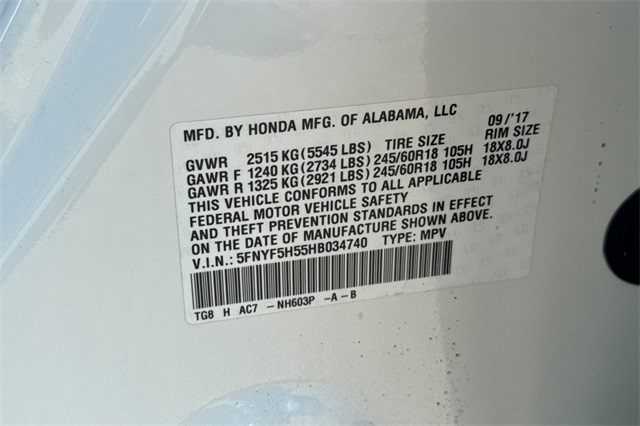 MFD. BY HONDA MFG. OF ALABAMA, LLC 09/'17
GVWR 2515 KG (5545 LBS) TIRE SIZE RIM SIZE
GAWR F 1240 KG (2734 LBS) 245/60R18 105H 18X8.0J
GAWR R 1325 KG (2921 LBS) 245/60R18 105H 18X8.0J
THIS VEHICLE CONFORMS TO ALL APPLICABLE
FEDERAL MOTOR VEHICLE SAFETY
AND THEFT PREVENTION STANDARDS IN EFFECT
ON THE DATE OF MANUFACTURE SHOWN ABOVE.
V.I.N.: 5FNYF5H55HB034740 TYPE: MPV
TG8 H AC7 -NH603P -A-B